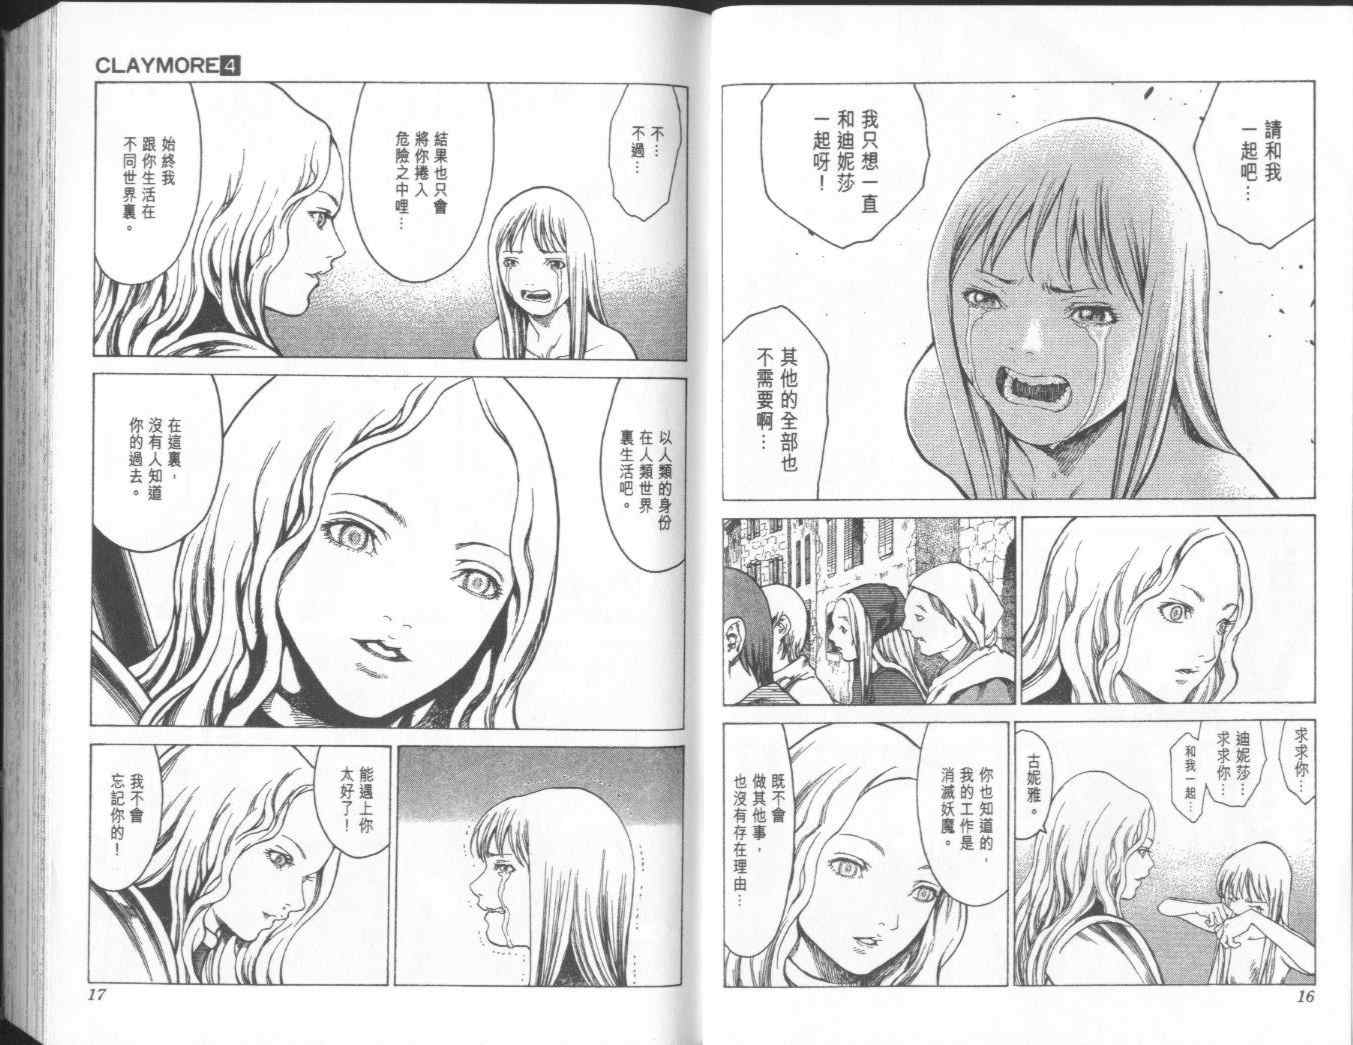 請和我
一起吧…
我只想一直
和迪妮莎
一起呀！
其他的全部也
不需要啊…
求求你…
迪妮莎…
求求你…
和我一起…
古妮雅。
你也知道的，
我的工作是
消滅妖魔。
既不會
做其他事，
也沒有存在理由…
16
CLAYMORE4
不…
不過…
結果也只會
將你捲入
危險之中哩…
始終我
跟你生活在
不同世界裏。
以人類的身份
在人類世界
裏生活吧。
在這裏，
沒有人知道
你的過去。
能遇上你
太好了！
我不會
忘記你的！
17